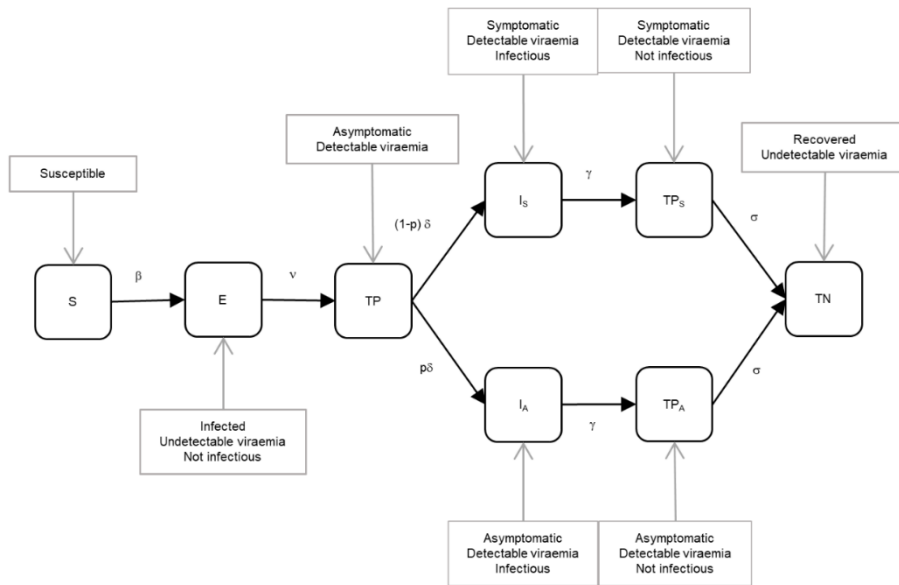 Symptomatic
Detectable viraemia
Infectious
Symptomatic
Detectable viraemia
Not infectious
Asymptomatic
Detectable viraemia
Recovered
Undetectable viraemia
Susceptible
I_S
γ
TP_S
(1-p) δ
σ
S
β
E
ν
TP
TN
pδ
σ
I_A
γ
TP_A
Infected
Undetectable viraemia
Not infectious
Asymptomatic
Detectable viraemia
Infectious
Asymptomatic
Detectable viraemia
Not infectious